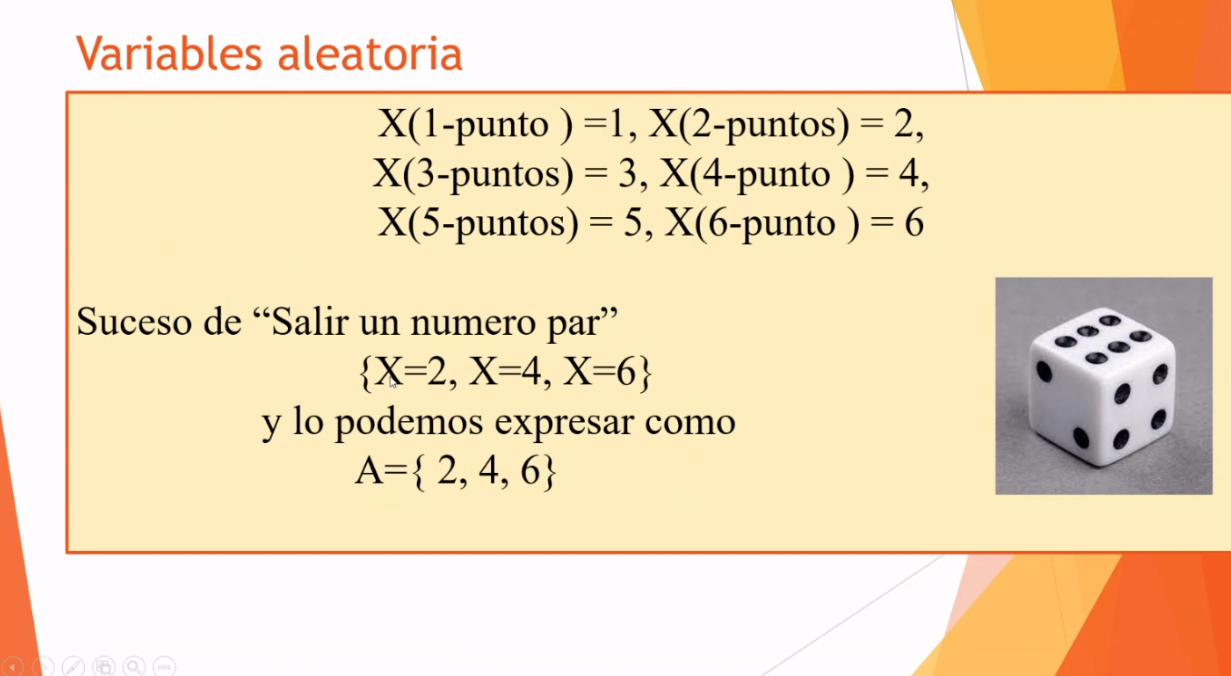 Variables aleatoria
X(1-punto ) =1, X(2-puntos) = 2,
X(3-puntos) = 3, X(4-punto ) = 4,
X(5-puntos) = 5, X(6-punto ) = 6
Suceso de “Salir un numero par”
{X=2, X=4, X=6}
y lo podemos expresar como
A={ 2, 4, 6}